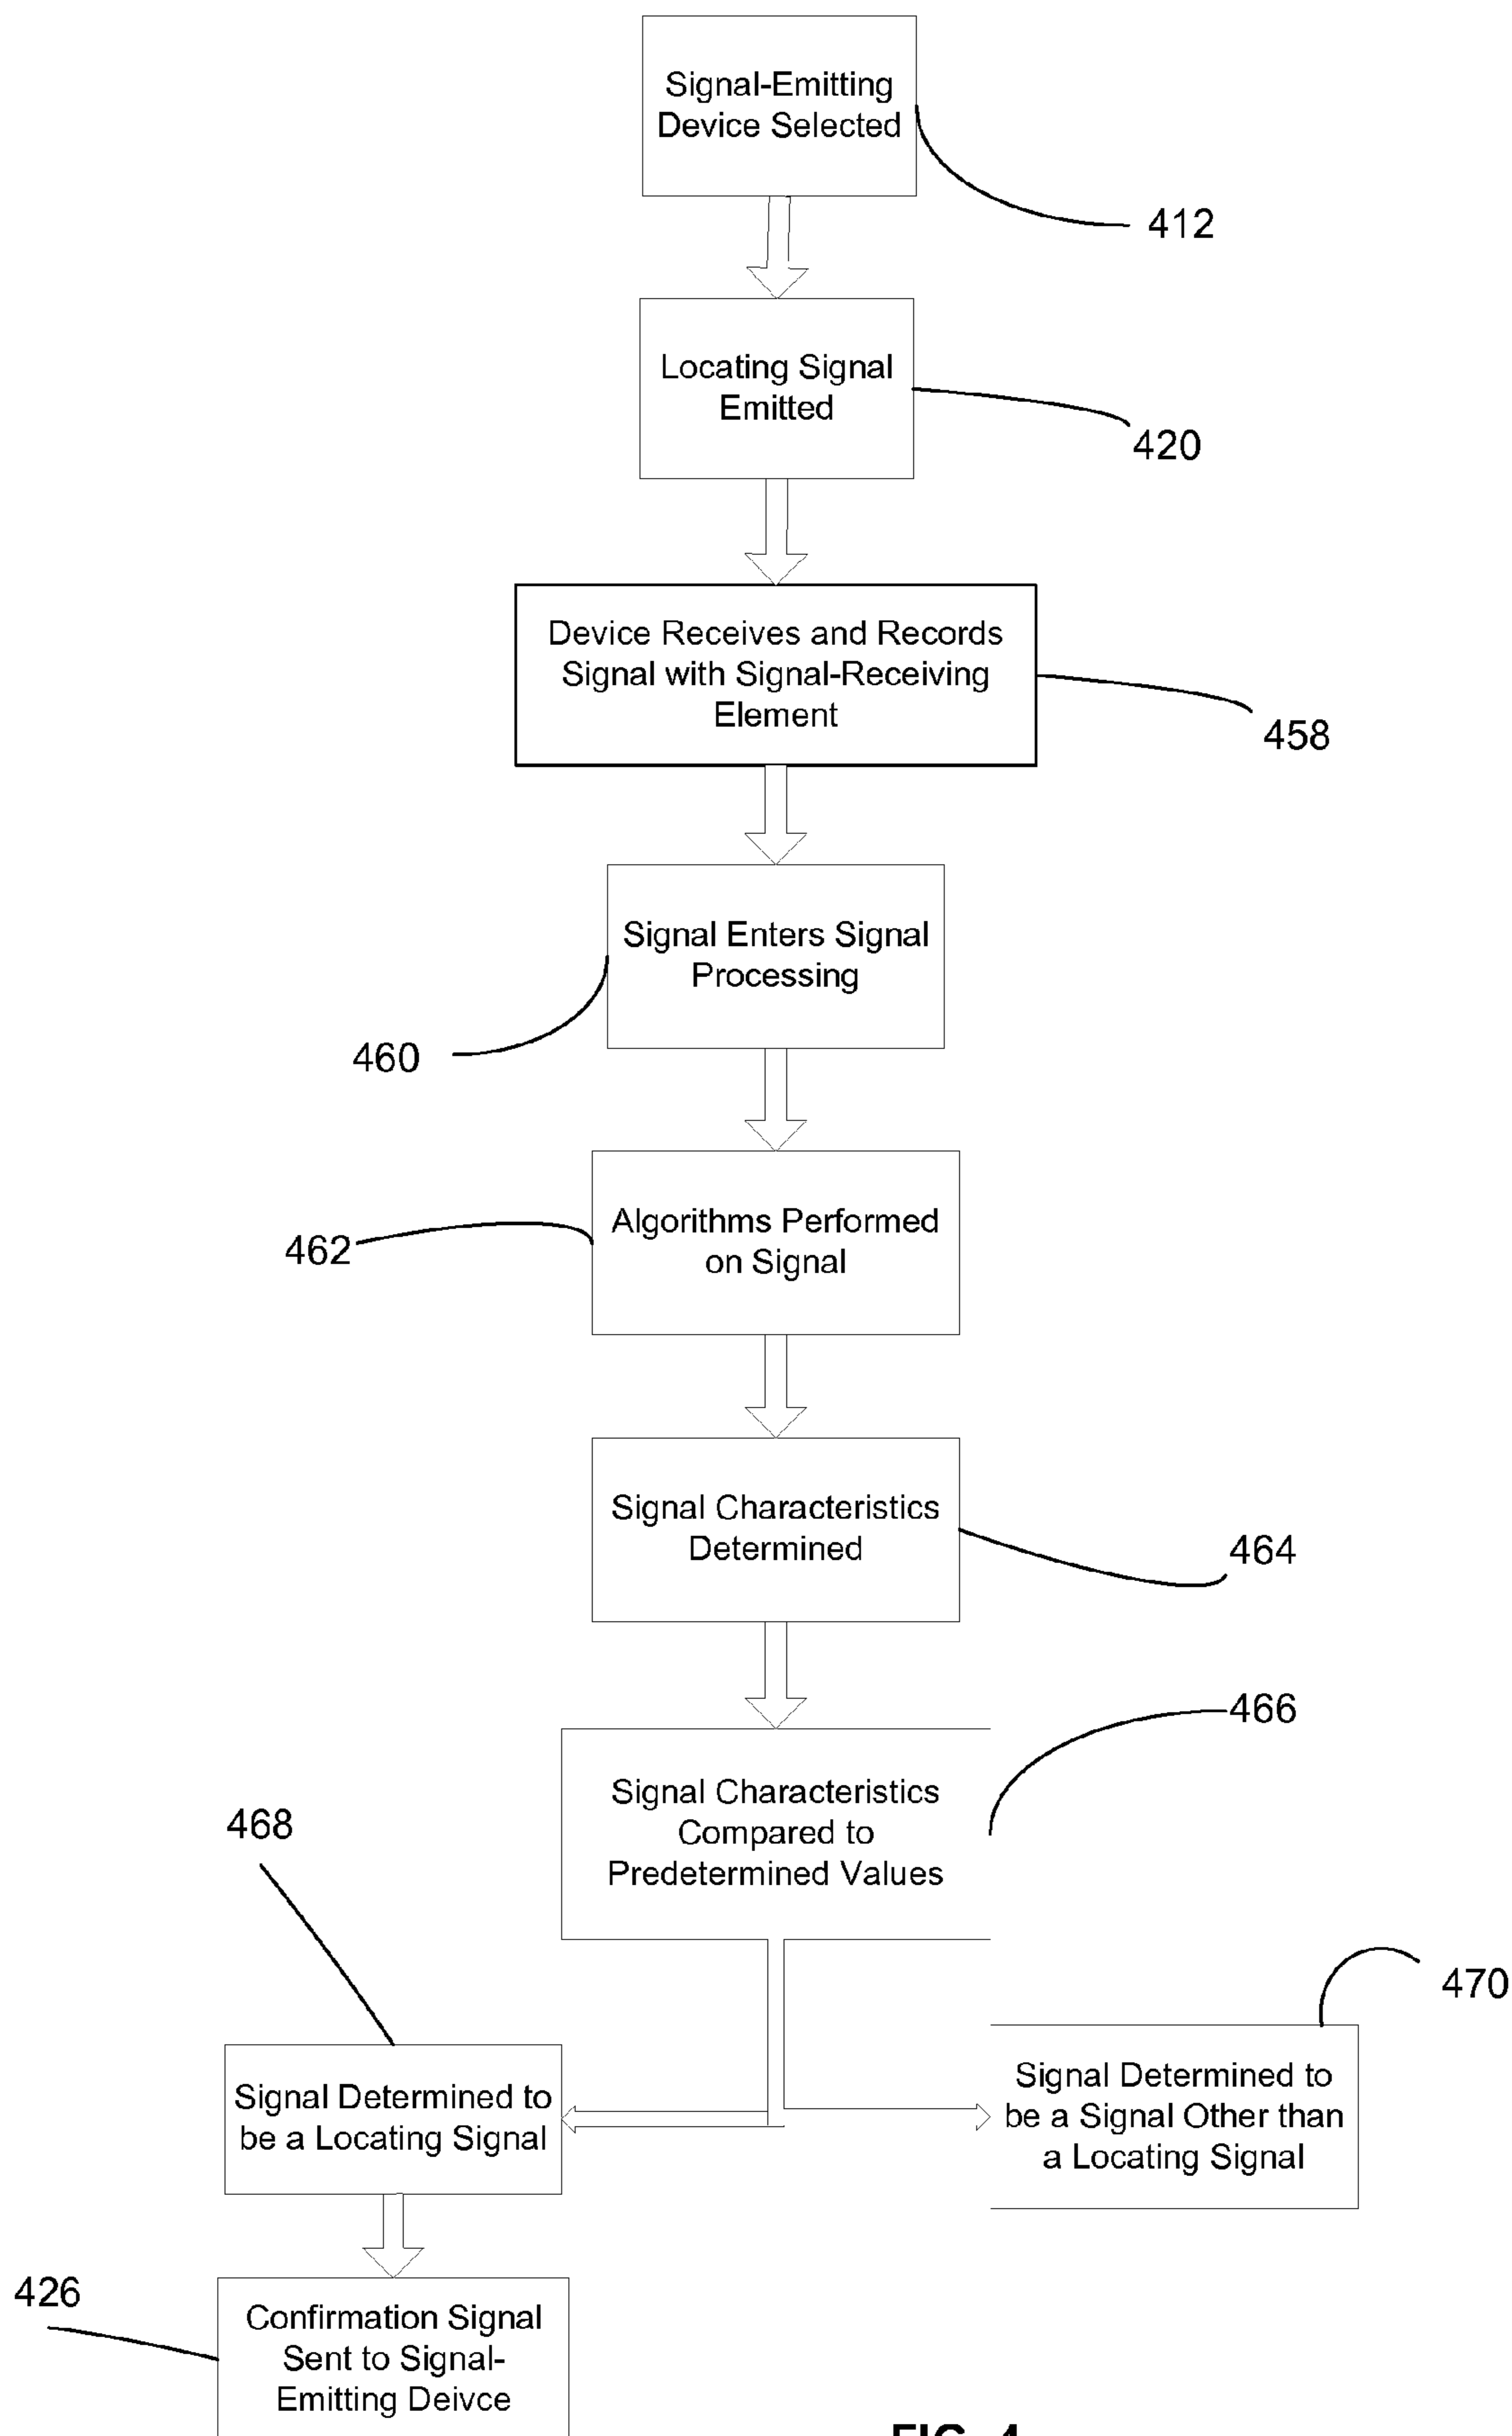 Signal-Emitting
Device Selected
412
Locating Signal
Emitted
420
Device Receives and Records
Signal with Signal-Receiving
Element
458
Signal Enters Signal
Processing
460
Algorithms Performed
on Signal
462
Signal Characteristics
Determined
464
Signal Characteristics
Compared to
Predetermined Values
466
468
Signal Determined to
be a Locating Signal
470
Signal Determined to
be a Signal Other than
a Locating Signal
426
Confirmation Signal
Sent to Signal-
Emitting Deivce
FIG.